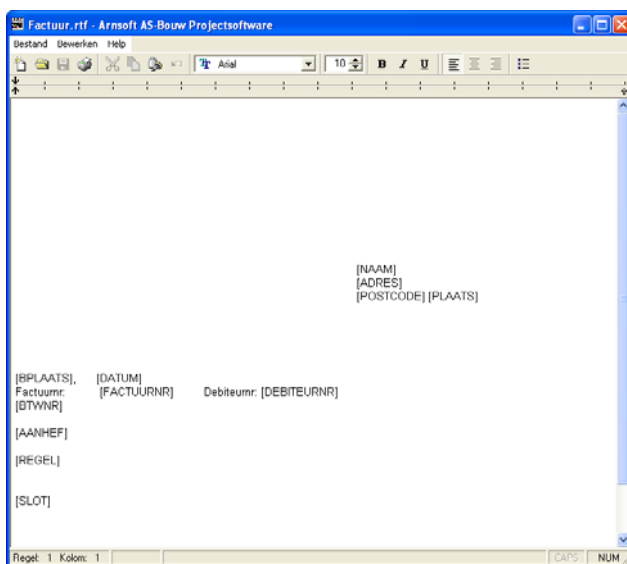 Factuur.rtf - Arnsoft AS-Bouw Projectsoftware
Bestand Bewerken Help
Arial 10 B I U
[NAAM]
[ADRES]
[POSTCODE] [PLAATS]
[BPLAATS], [DATUM]
Factuurnr: [FACTUURNR] Debiteurnr: [DEBITEURNR]
[BTWNR]
[AANHEF]
[REGEL]
[SLOT]
Regel: 1 Kolom: 1 CAPS NUM